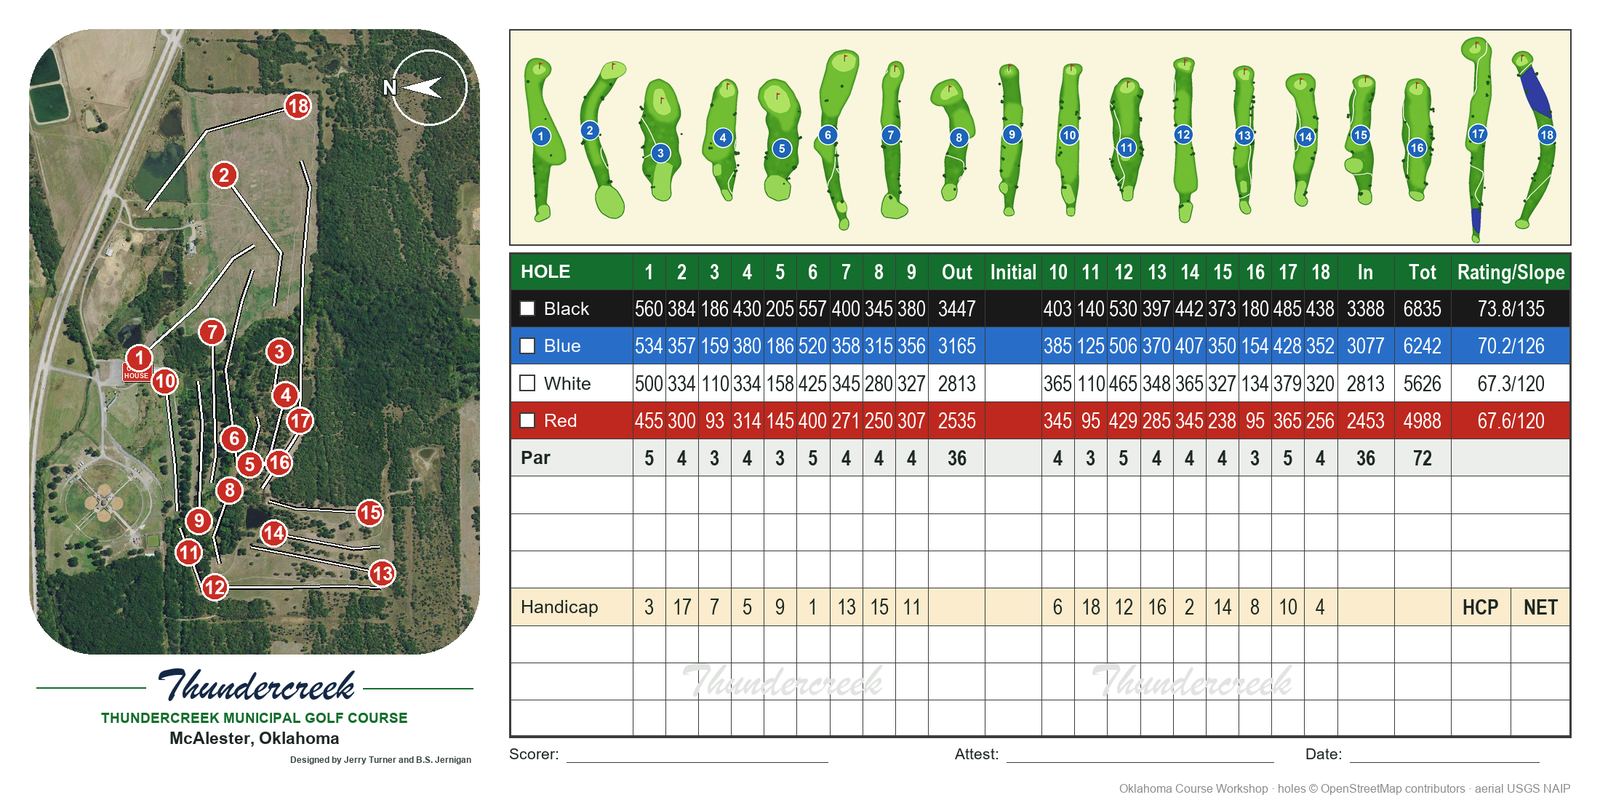 N
18
2
7
3
1
HOUSE
10
4
17
6
5
16
8
15
9
14
11
13
12
Thundercreek
THUNDERCREEK MUNICIPAL GOLF COURSE
McAlester, Oklahoma
Designed by Jerry Turner and B.S. Jernigan
1 2 3 4 5 6 7 8 9 10 11 12 13 14 15 16 17 18
HOLE 1 2 3 4 5 6 7 8 9 Out Initial 10 11 12 13 14 15 16 17 18 In Tot Rating/Slope
Black 560 384 186 430 205 557 400 345 380 3447 403 140 530 397 442 373 180 485 438 3388 6835 73.8/135
Blue 534 357 159 380 186 520 358 315 356 3165 385 125 506 370 407 350 154 428 352 3077 6242 70.2/126
White 500 334 110 334 158 425 345 280 327 2813 365 110 465 348 365 327 134 379 320 2813 5626 67.3/120
Red 455 300 93 314 145 400 271 250 307 2535 345 95 429 285 345 238 95 365 256 2453 4988 67.6/120
Par 5 4 3 4 3 5 4 4 4 36 4 3 5 4 4 4 3 5 4 36 72
Handicap 3 17 7 5 9 1 13 15 11 6 18 12 16 2 14 8 10 4 HCP NET
Thundercreek Thundercreek
Scorer: Attest: Date:
Oklahoma Course Workshop · holes © OpenStreetMap contributors · aerial USGS NAIP